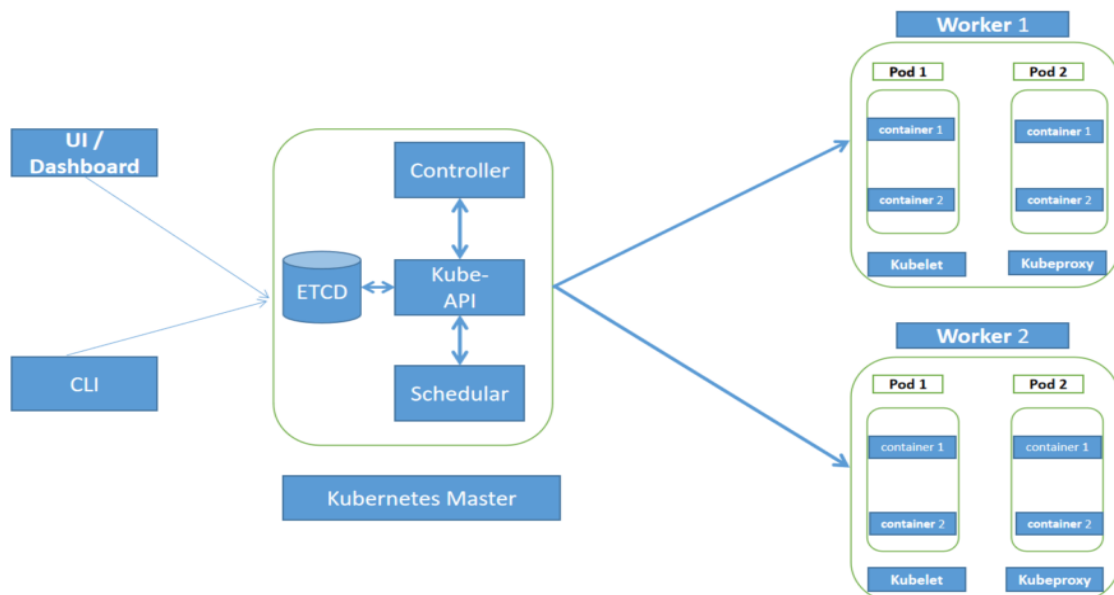 UI /
Dashboard
CLI
Controller
ETCD
Kube-
API
Schedular
Kubernetes Master
Worker 1
Pod 1
Pod 2
container 1
container 1
container 2
container 2
Kubelet
Kubeproxy
Worker 2
Pod 1
Pod 2
container 1
container 1
container 2
container 2
Kubelet
Kubeproxy